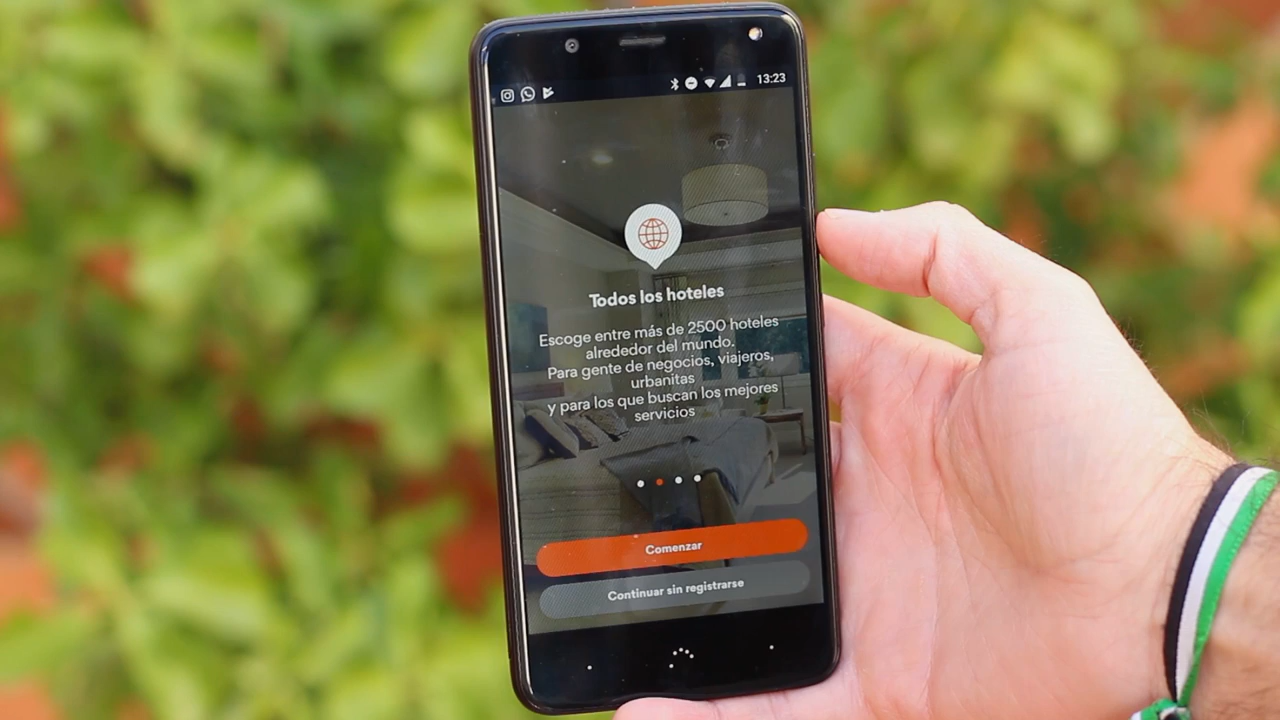 13:23
Todos los hoteles
Escoge entre más de 2500 hoteles
alrededor del mundo.
Para gente de negocios, viajeros,
urbanitas
y para los que buscan los mejores
servicios
Comenzar
Continuar sin registrarse